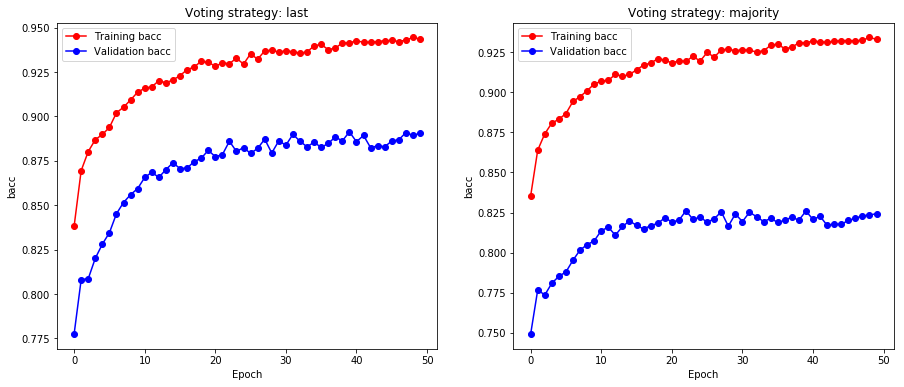 Voting strategy: last
Training bacc
Validation bacc
0.950
0.925
0.900
0.875
0.850
0.825
0.800
0.775
bacc
0 10 20 30 40 50
Epoch
Voting strategy: majority
Training bacc
Validation bacc
0.925
0.900
0.875
0.850
0.825
0.800
0.775
0.750
bacc
0 10 20 30 40 50
Epoch